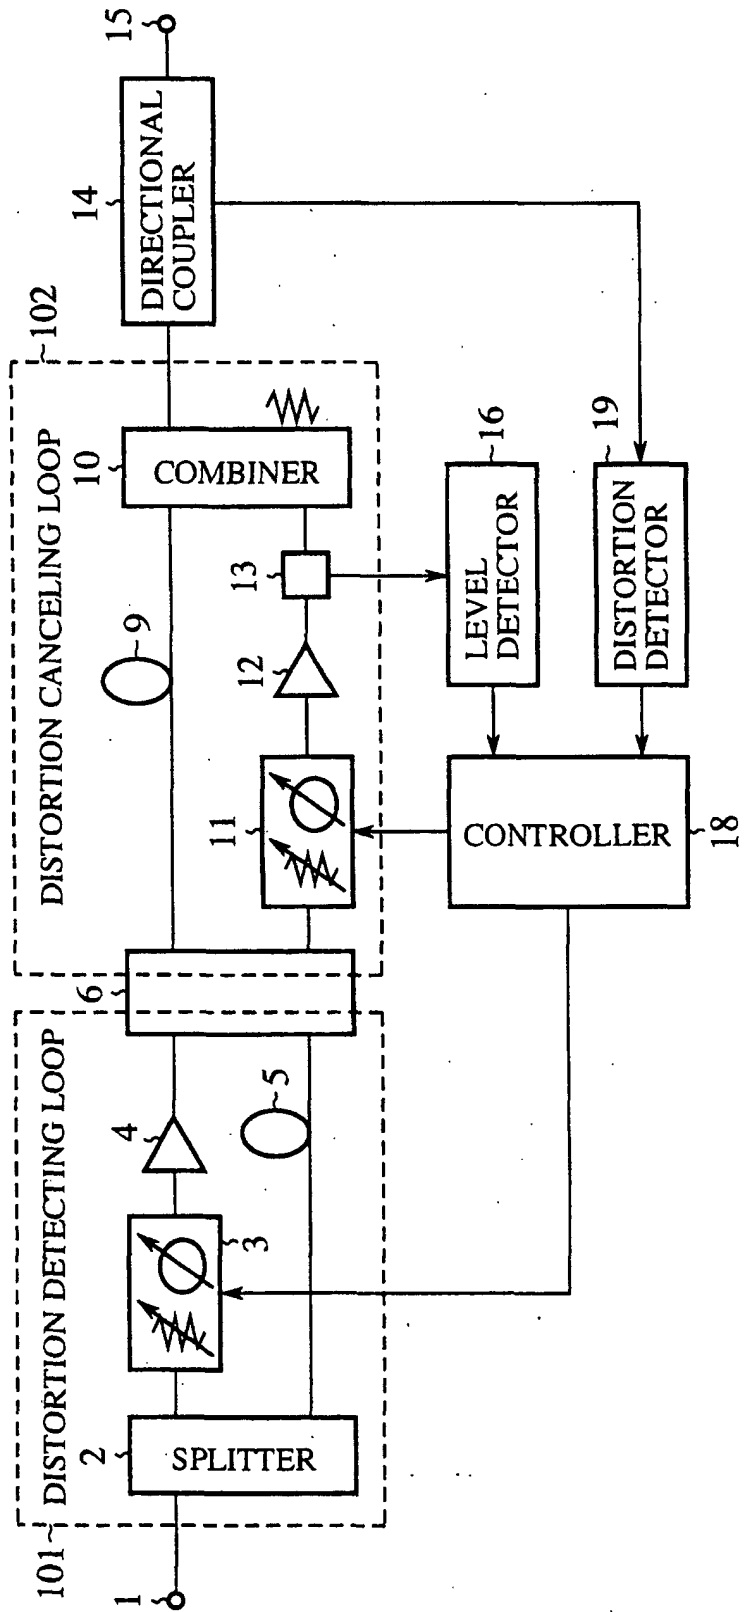 101 DISTORTION DETECTING LOOP
DISTORTION CANCELING LOOP 102
1
2
SPLITTER
3
4
5
6
9
10
COMBINER
11
12
13
14
DIRECTIONAL
COUPLER
15
LEVEL
DETECTOR
16
DISTORTION
DETECTOR
19
CONTROLLER
18